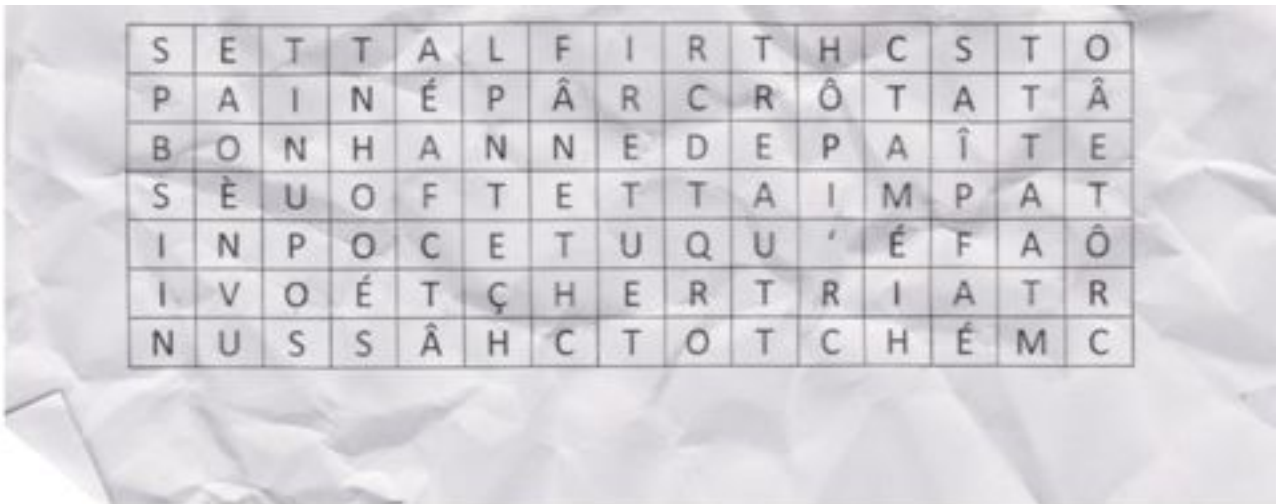 S E T T A L F I R T H C S T O
P A I N É P Â R C R Ô T A T Â
B O N H A N N E D E P A Î T E
S È U O F T E T T A I M P A T
I N P O C E T U Q U ' É F A Ô
I V O É T Ç H E R T R I A T R
N U S S Â H C T O T C H É M C